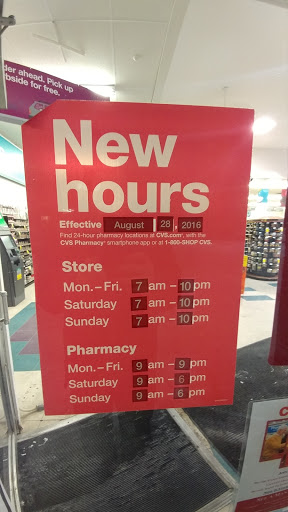 der ahead. Pick up
bside for free.
New
hours
Effective August 28, 2016
Find 24-hour pharmacy locations at CVS.com®, with the
CVS Pharmacy® smartphone app or at 1-800-SHOP CVS.
Store
Mon.–Fri. 7 am – 10 pm
Saturday 7 am – 10 pm
Sunday 7 am – 10 pm
Pharmacy
Mon.–Fri. 9 am – 9 pm
Saturday 9 am – 6 pm
Sunday 9 am – 6 pm